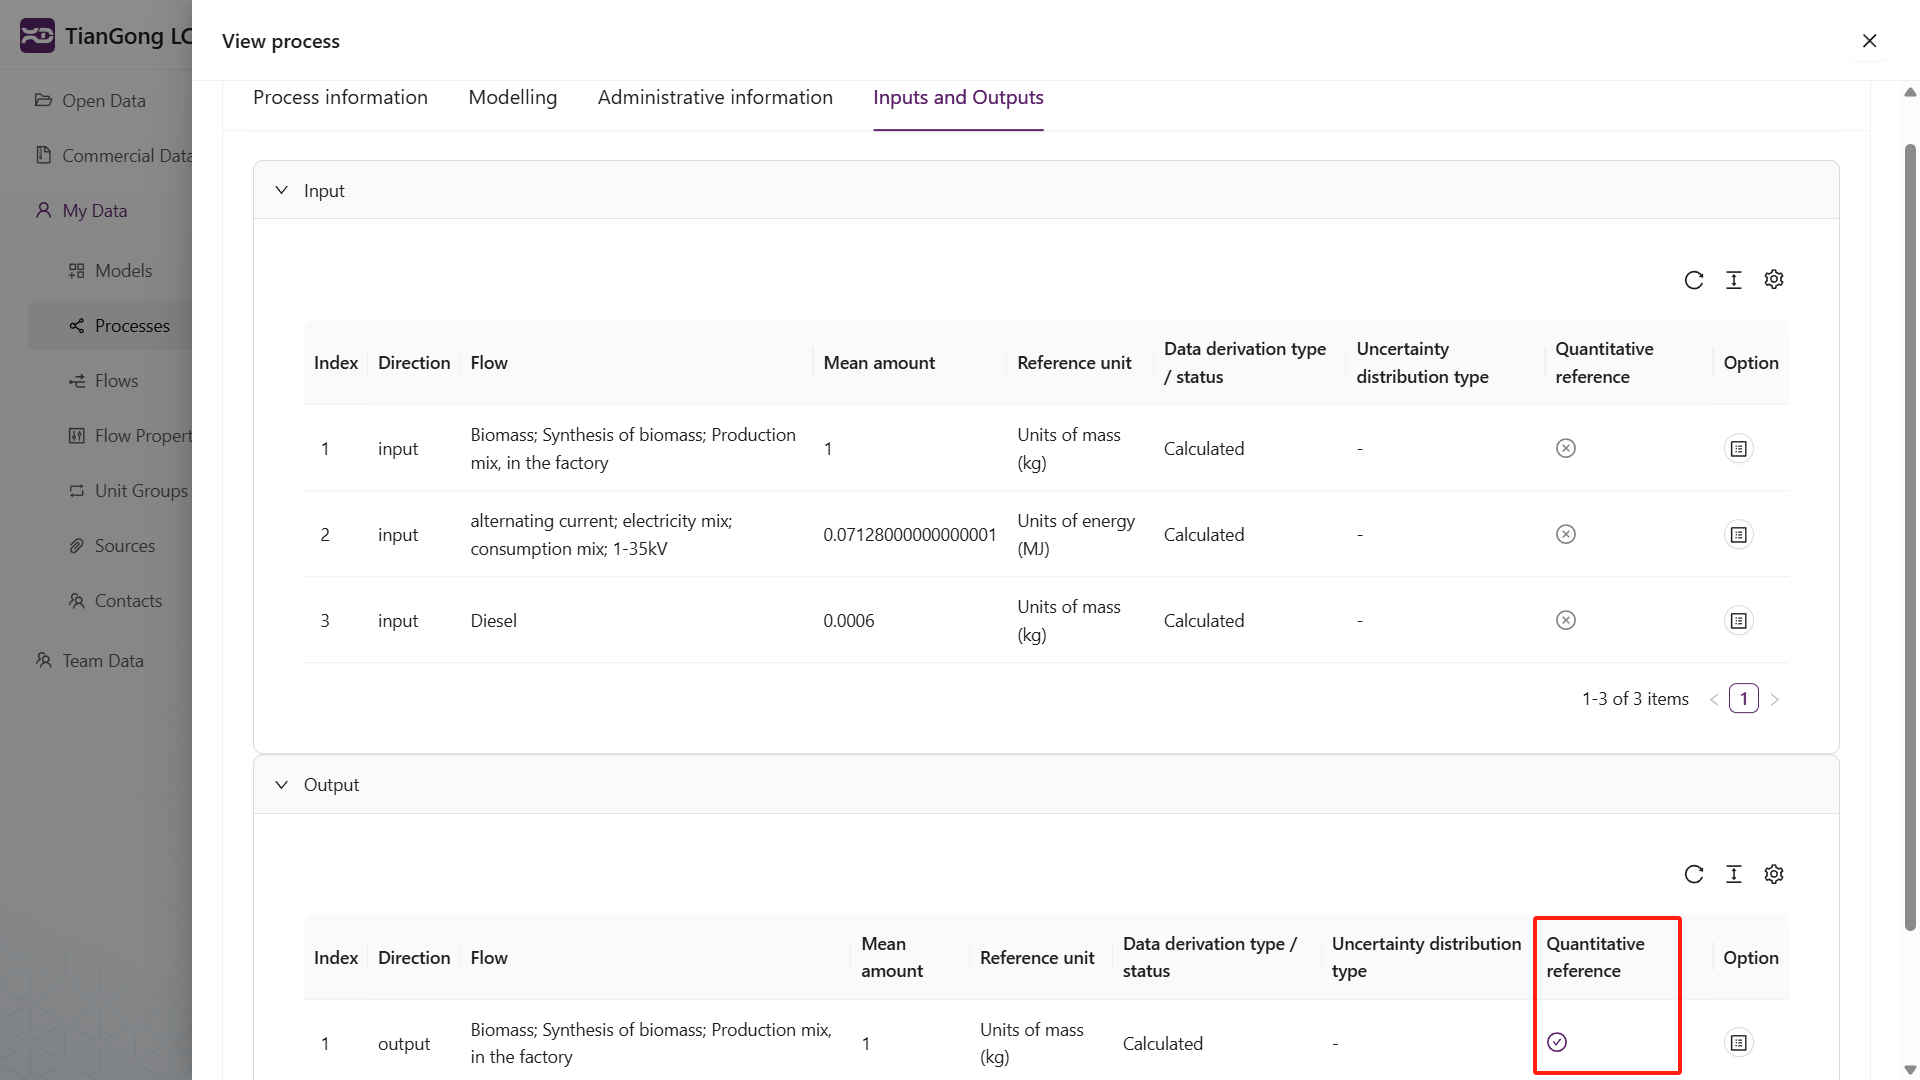 TianGong LC
View process
Open Data
Commercial Data
My Data
Models
Processes
Flows
Flow Propert
Unit Groups
Sources
Contacts
Team Data
Process information
Modelling
Administrative information
Inputs and Outputs
Input
Index
Direction
Flow
Mean amount
Reference unit
Data derivation type
/ status
Uncertainty
distribution type
Quantitative
reference
Option
1
input
Biomass; Synthesis of biomass; Production
mix, in the factory
1
Units of mass
(kg)
Calculated
-
2
input
alternating current; electricity mix;
consumption mix; 1-35kV
0.07128000000000001
Units of energy
(MJ)
Calculated
-
3
input
Diesel
0.0006
Units of mass
(kg)
Calculated
-
1-3 of 3 items
<
1
>
Output
Index
Direction
Flow
Mean
amount
Reference unit
Data derivation type /
status
Uncertainty distribution
type
Quantitative
reference
Option
1
output
Biomass; Synthesis of biomass; Production mix,
in the factory
1
Units of mass
(kg)
Calculated
-